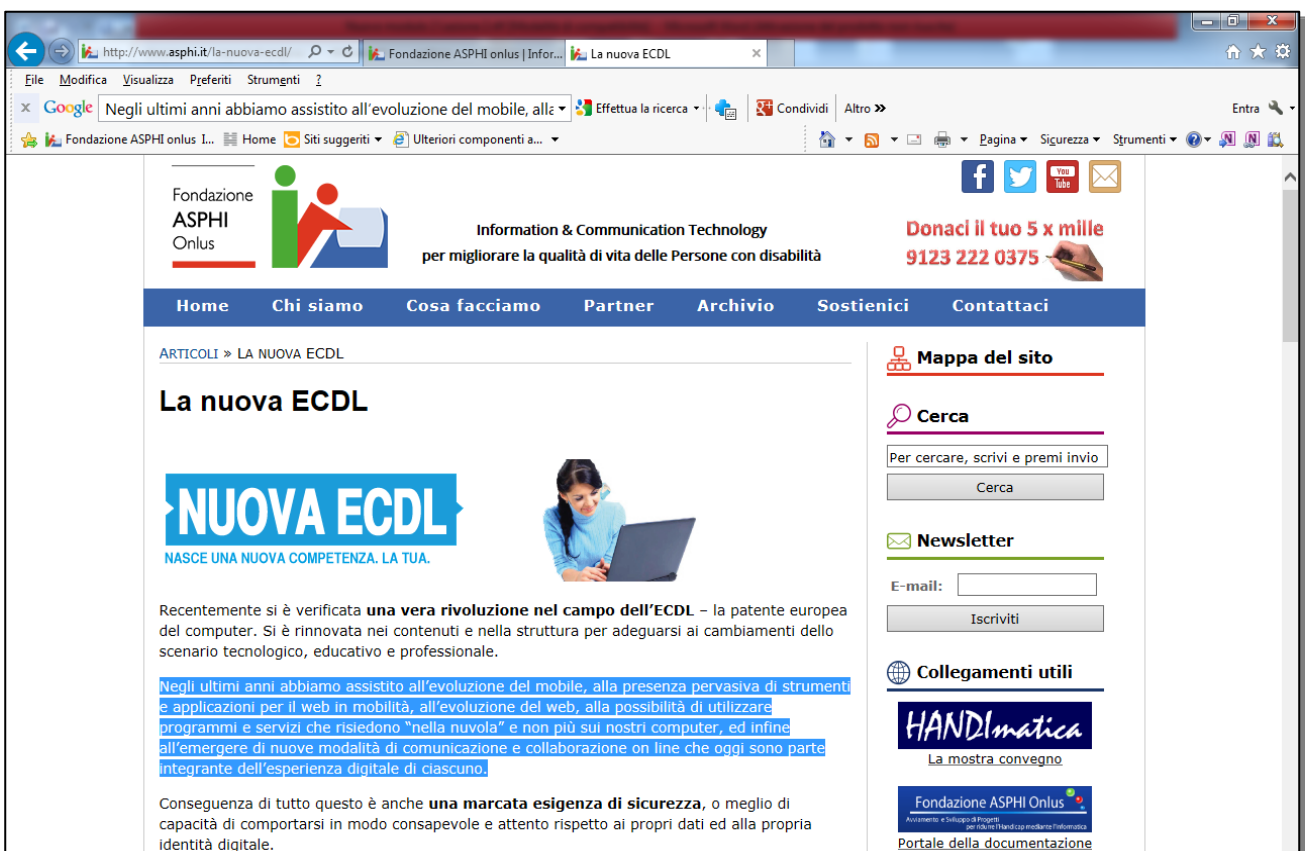 http://www.asphi.it/la-nuova-ecdl/
Fondazione ASPHI onlus | Infor...
La nuova ECDL
File Modifica Visualizza Preferiti Strumenti ?
x Google Negli ultimi anni abbiamo assistito all'evoluzione del mobile, alla Effettua la ricerca Condividi Altro » Entra
Fondazione ASPHI onlus I... Home Siti suggeriti Ulteriori componenti a... Pagina Sicurezza Strumenti
Fondazione
ASPHI
Onlus
Information & Communication Technology
per migliorare la qualità di vita delle Persone con disabilità
You
Tube
Donaci il tuo 5 x mille
9123 222 0375
Home Chi siamo Cosa facciamo Partner Archivio Sostienici Contattaci
ARTICOLI » LA NUOVA ECDL
La nuova ECDL
NUOVA ECDL
NASCE UNA NUOVA COMPETENZA. LA TUA.
Recentemente si è verificata una vera rivoluzione nel campo dell'ECDL – la patente europea
del computer. Si è rinnovata nei contenuti e nella struttura per adeguarsi ai cambiamenti dello
scenario tecnologico, educativo e professionale.
Negli ultimi anni abbiamo assistito all'evoluzione del mobile, alla presenza pervasiva di strumenti
e applicazioni per il web in mobilità, all'evoluzione del web, alla possibilità di utilizzare
programmi e servizi che risiedono "nella nuvola" e non più sui nostri computer, ed infine
all'emergere di nuove modalità di comunicazione e collaborazione on line che oggi sono parte
integrante dell'esperienza digitale di ciascuno.
Conseguenza di tutto questo è anche una marcata esigenza di sicurezza, o meglio di
capacità di comportarsi in modo consapevole e attento rispetto ai propri dati ed alla propria
identità digitale.
Mappa del sito
Cerca
Per cercare, scrivi e premi invio
Cerca
Newsletter
E-mail:
Iscriviti
Collegamenti utili
HANDImatica
La mostra convegno
Fondazione ASPHI Onlus
Avviamento e Sviluppo di Progetti
per ridurre l'Handicap mediante l'Informatica
Portale della documentazione